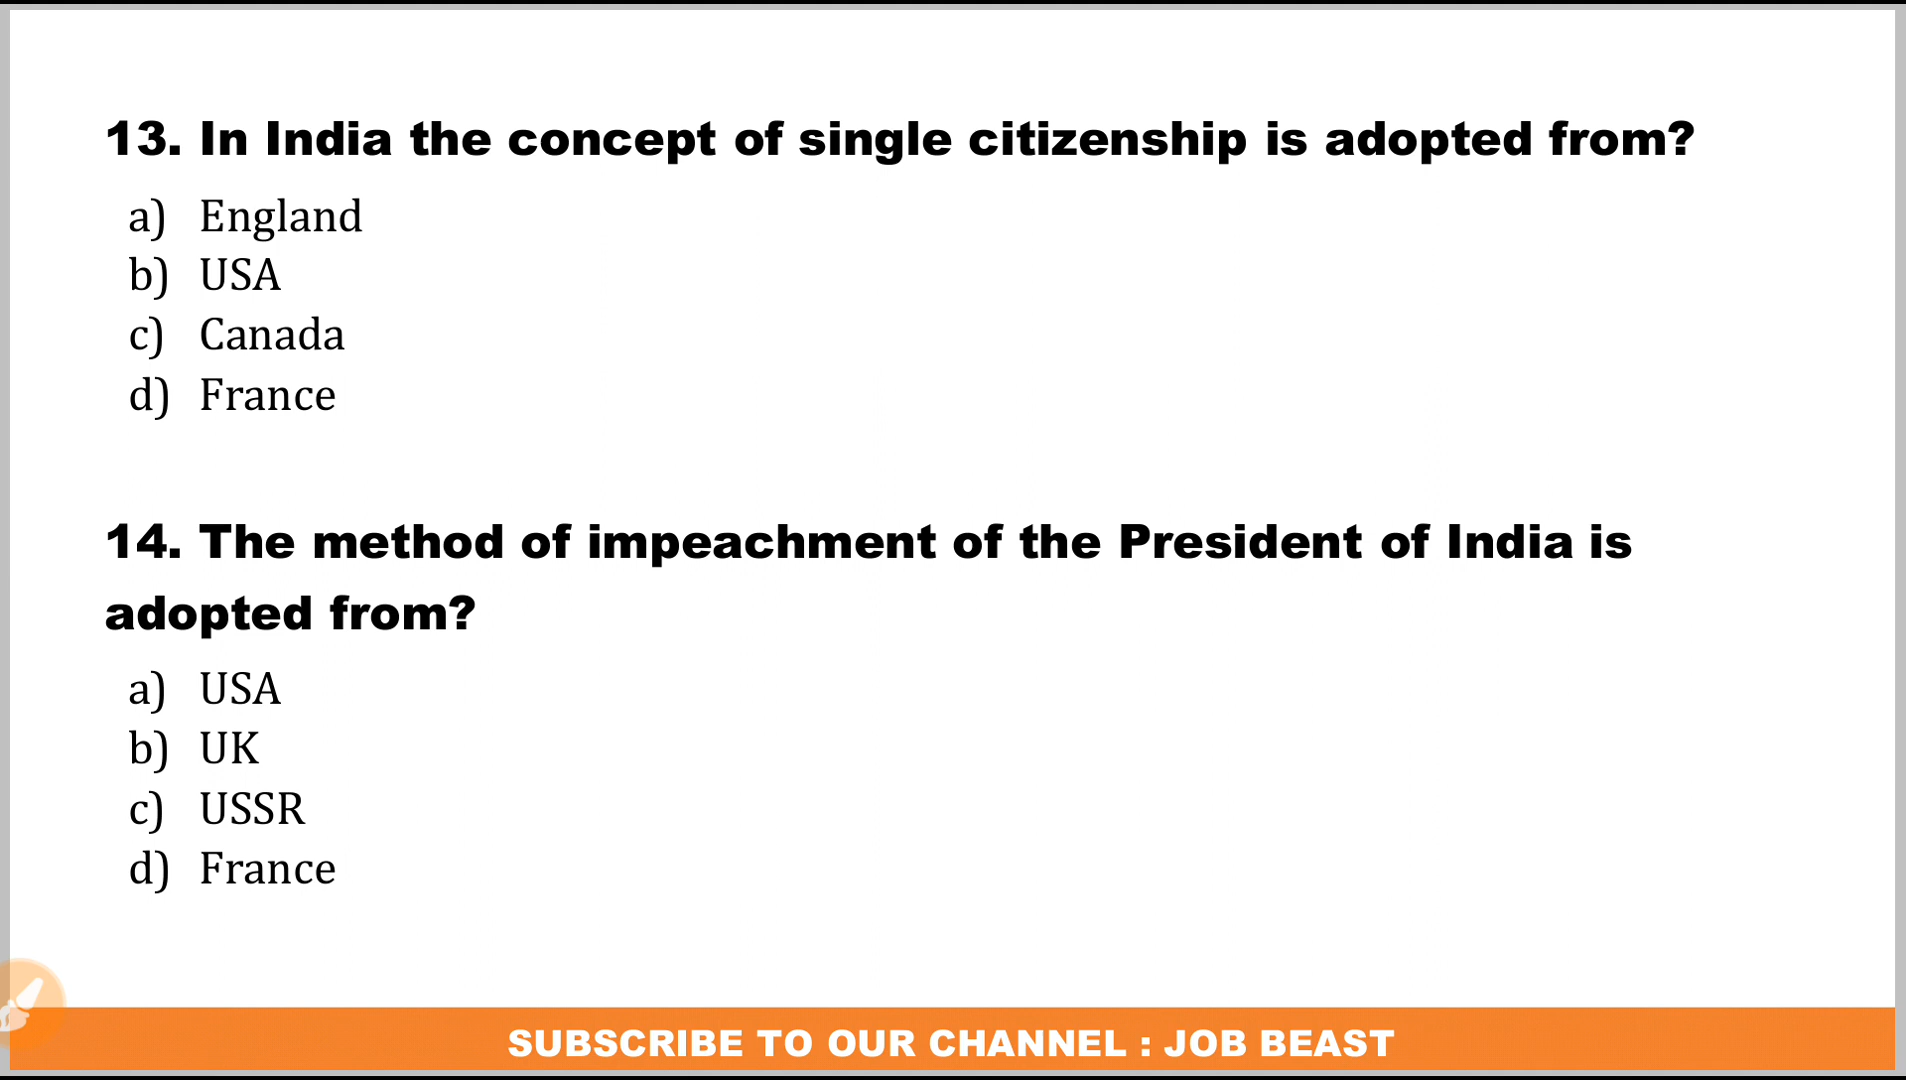 13. In India the concept of single citizenship is adopted from?
a) England
b) USA
c) Canada
d) France
14. The method of impeachment of the President of India is
adopted from?
a) USA
b) UK
c) USSR
d) France
SUBSCRIBE TO OUR CHANNEL : JOB BEAST